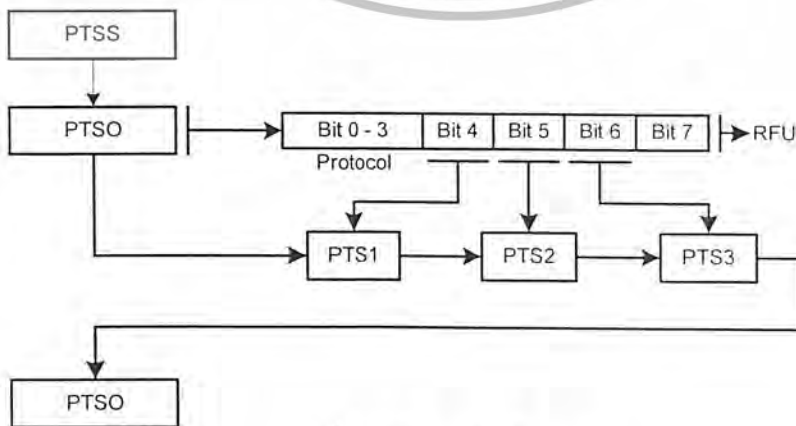 PTSS
PTSO
Bit 0 - 3 Bit 4 Bit 5 Bit 6 Bit 7 RFU
Protocol
PTS1 PTS2 PTS3
PTSO